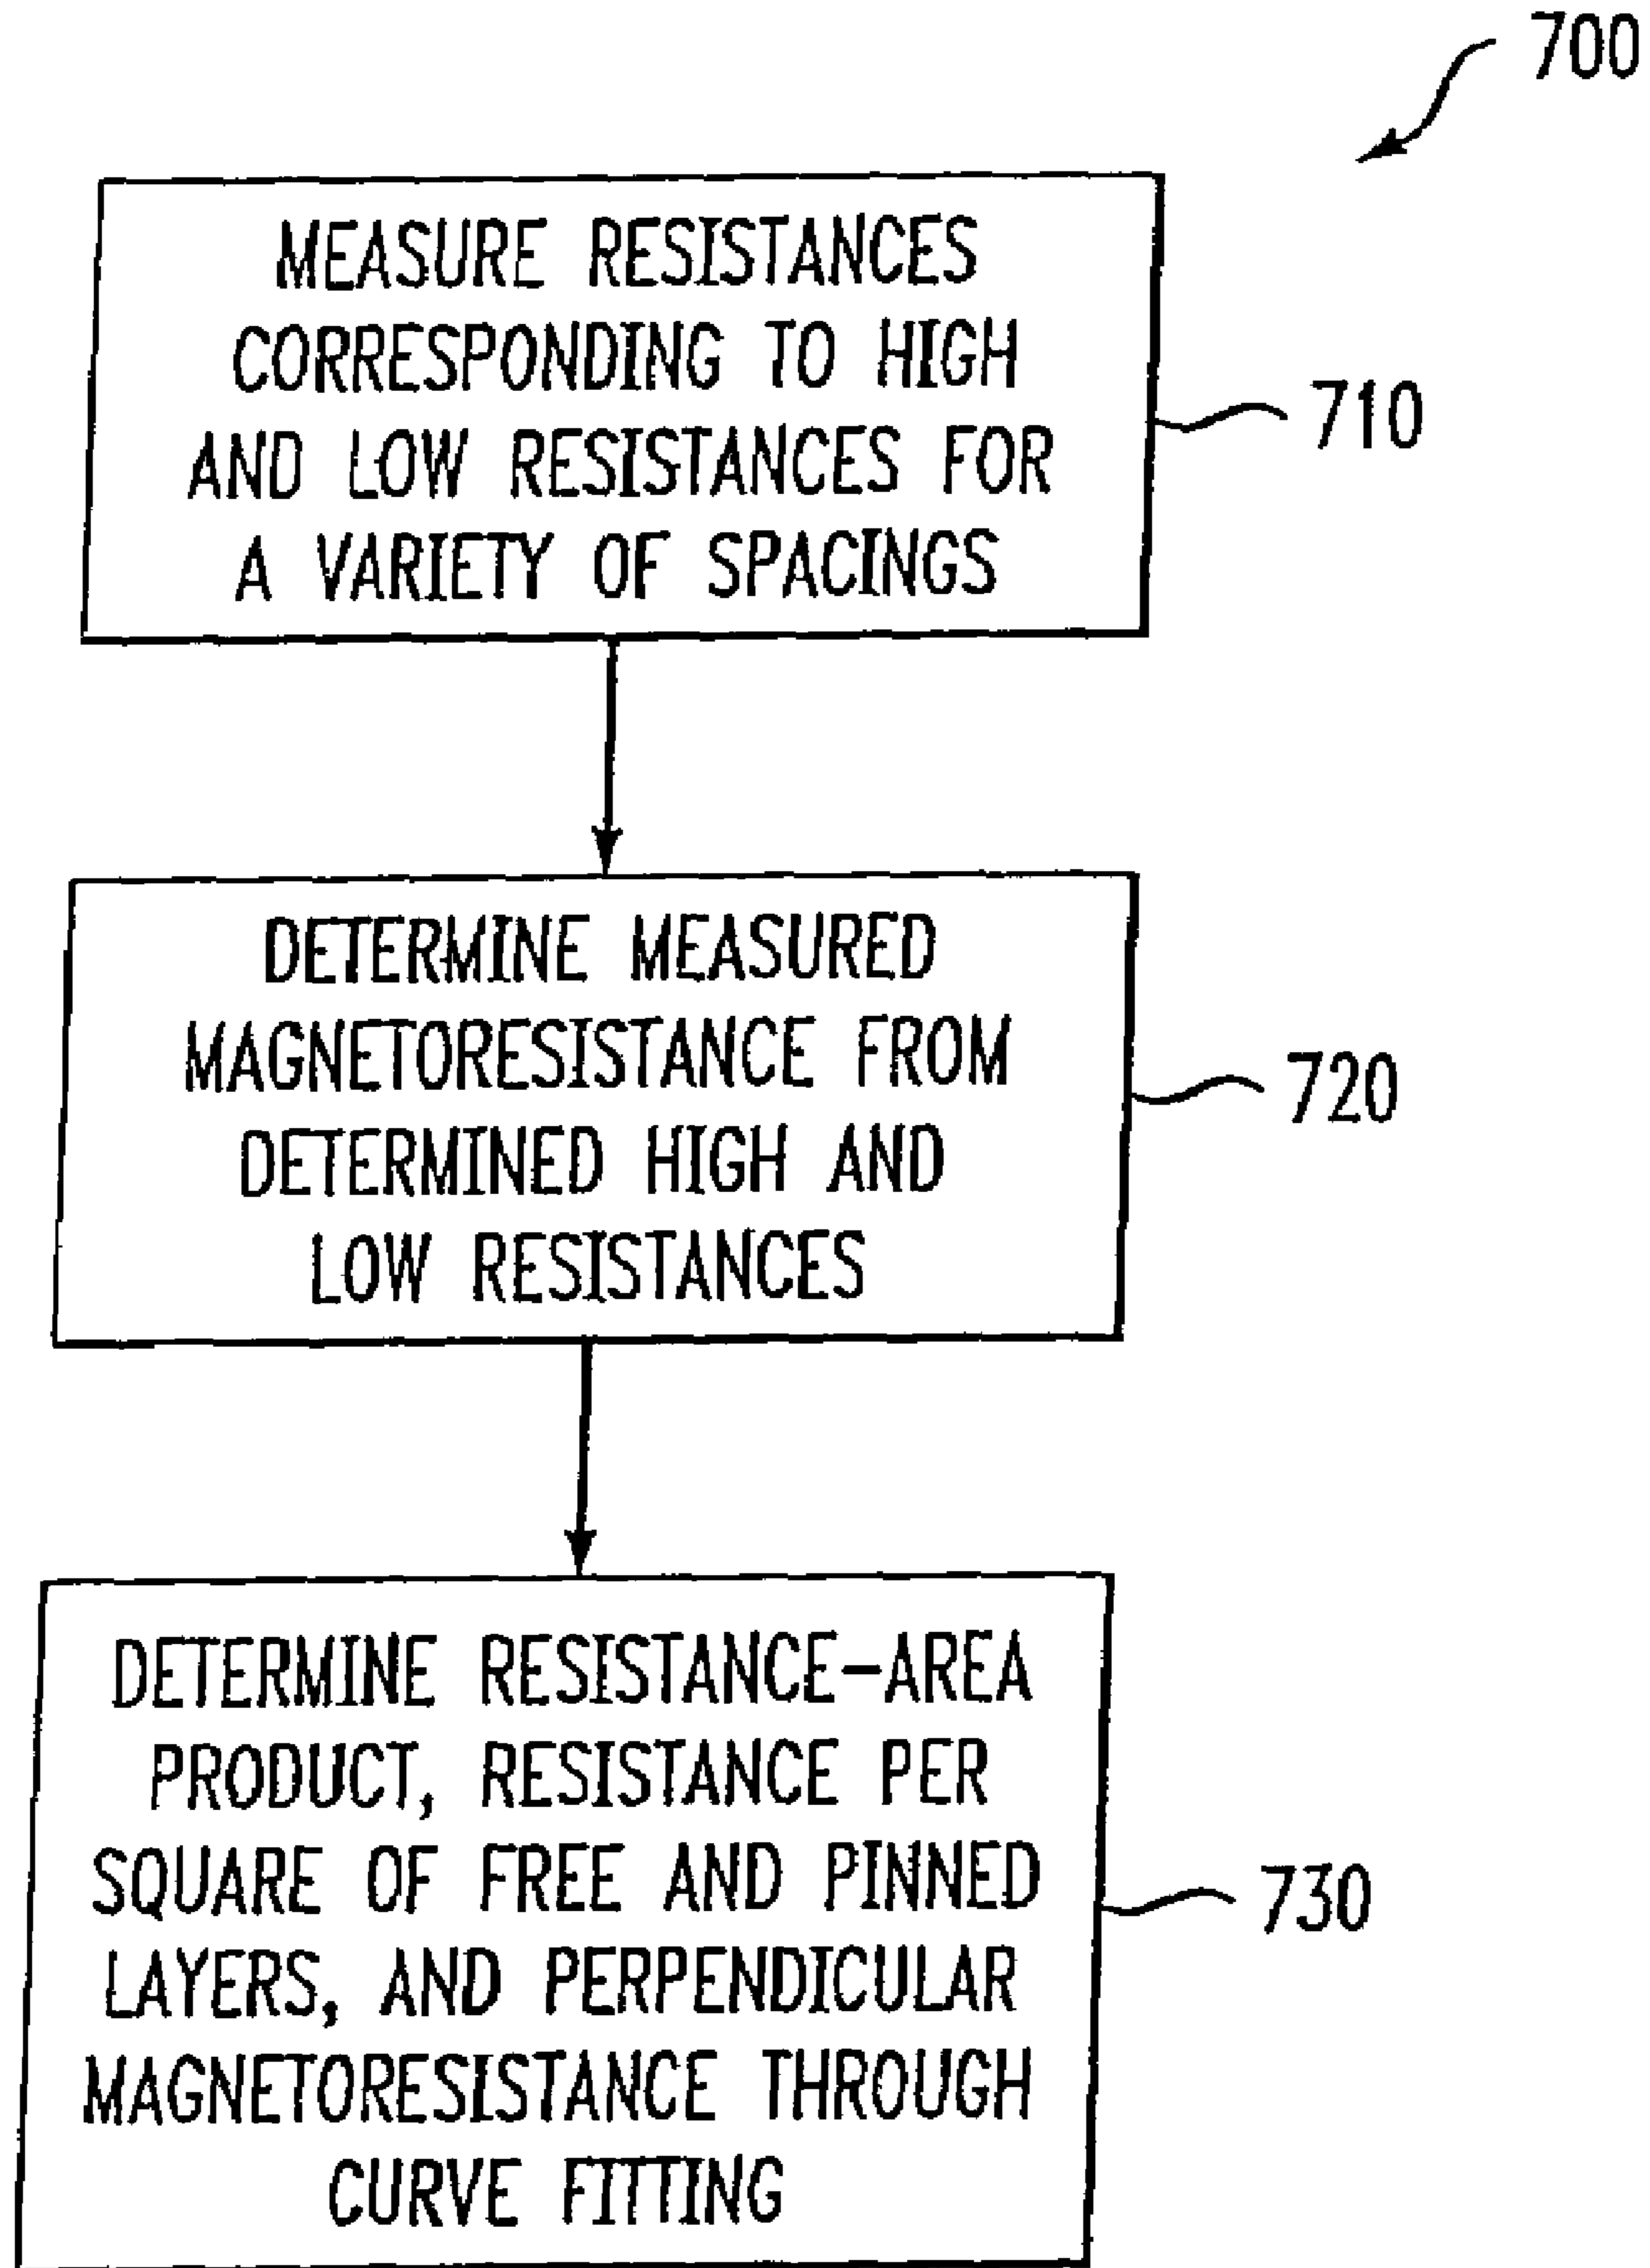 700
MEASURE RESISTANCES
CORRESPONDING TO HIGH
AND LOW RESISTANCES FOR
A VARIETY OF SPACINGS
710
DETERMINE MEASURED
MAGNETORESISTANCE FROM
DETERMINED HIGH AND
LOW RESISTANCES
720
DETERMINE RESISTANCE-AREA
PRODUCT, RESISTANCE PER
SQUARE OF FREE AND PINNED
LAYERS, AND PERPENDICULAR
MAGNETORESISTANCE THROUGH
CURVE FITTING
730